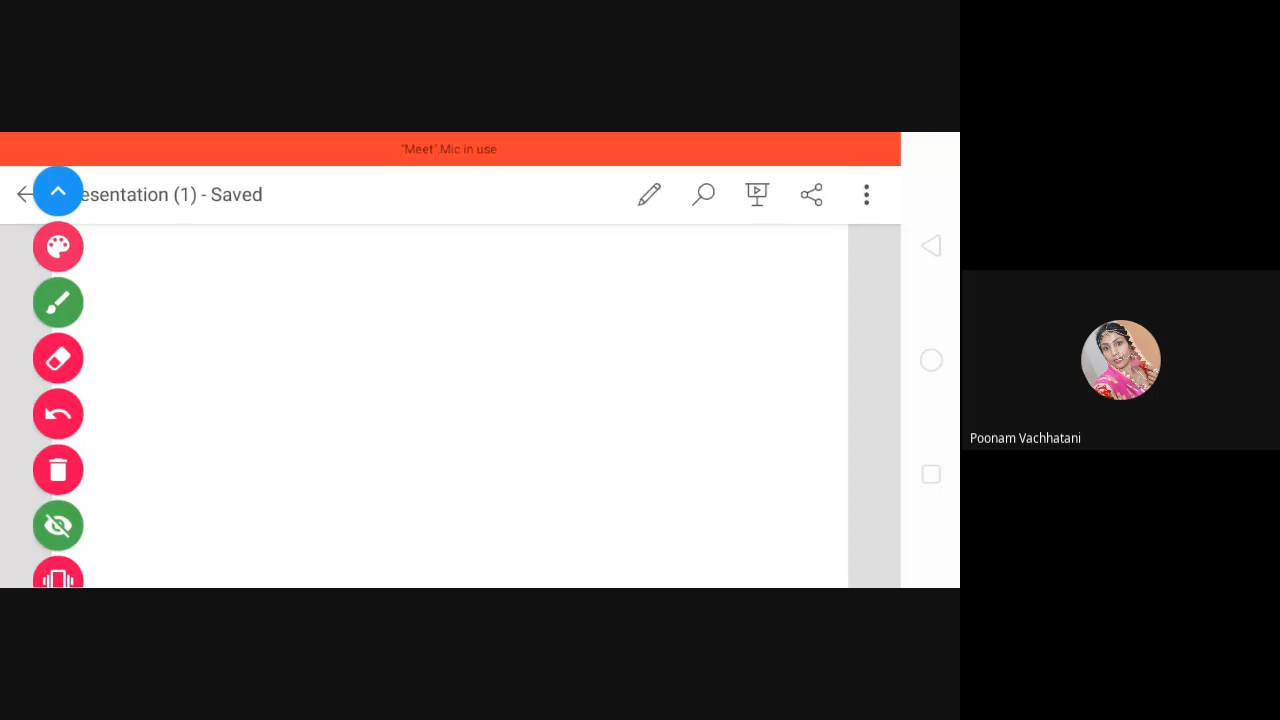 "Meet",Mic in use
esentation (1) - Saved
Poonam Vachhatani